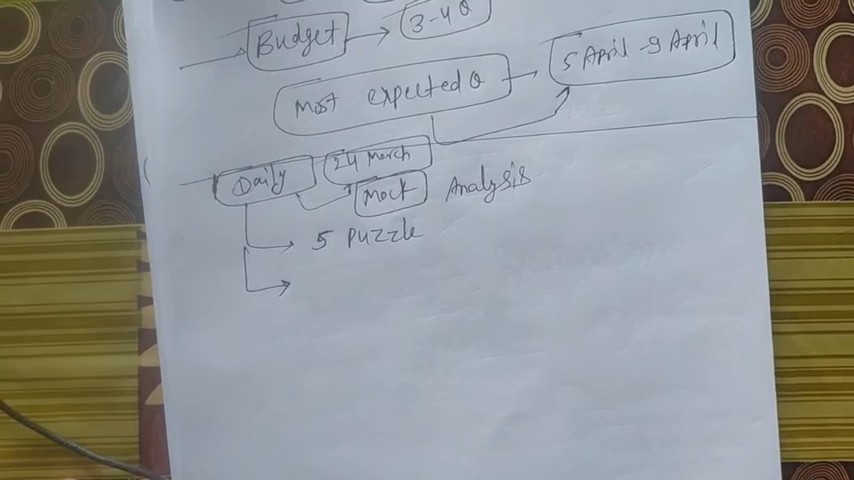 Budget → 3-4 Q
Most expected Q → 5 April - 9 April
Daily 24 March
Mock Analysis
5 Puzzle